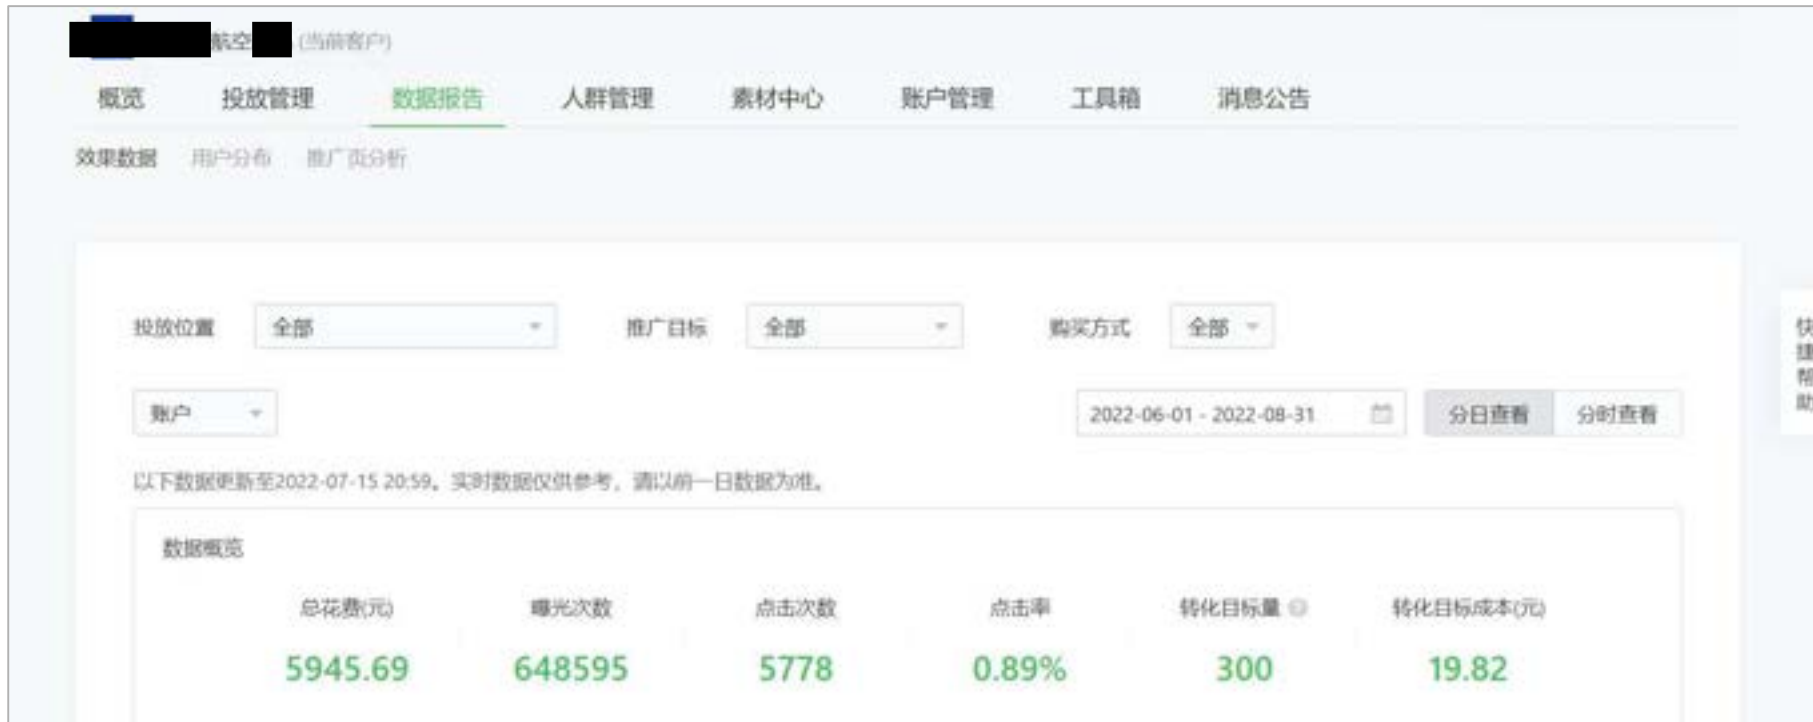 航空 (当前客户)
概览 投放管理 数据报告 人群管理 素材中心 账户管理 工具箱 消息公告
效果数据 用户分布 推广页分析
投放位置 全部 推广目标 全部 购买方式 全部
快捷帮助
账户 2022-06-01 - 2022-08-31 分日查看 分时查看
以下数据更新至2022-07-15 20:59。实时数据仅供参考，请以前一日数据为准。
数据概览
总花费(元) 曝光次数 点击次数 点击率 转化目标量 转化目标成本(元)
5945.69 648595 5778 0.89% 300 19.82